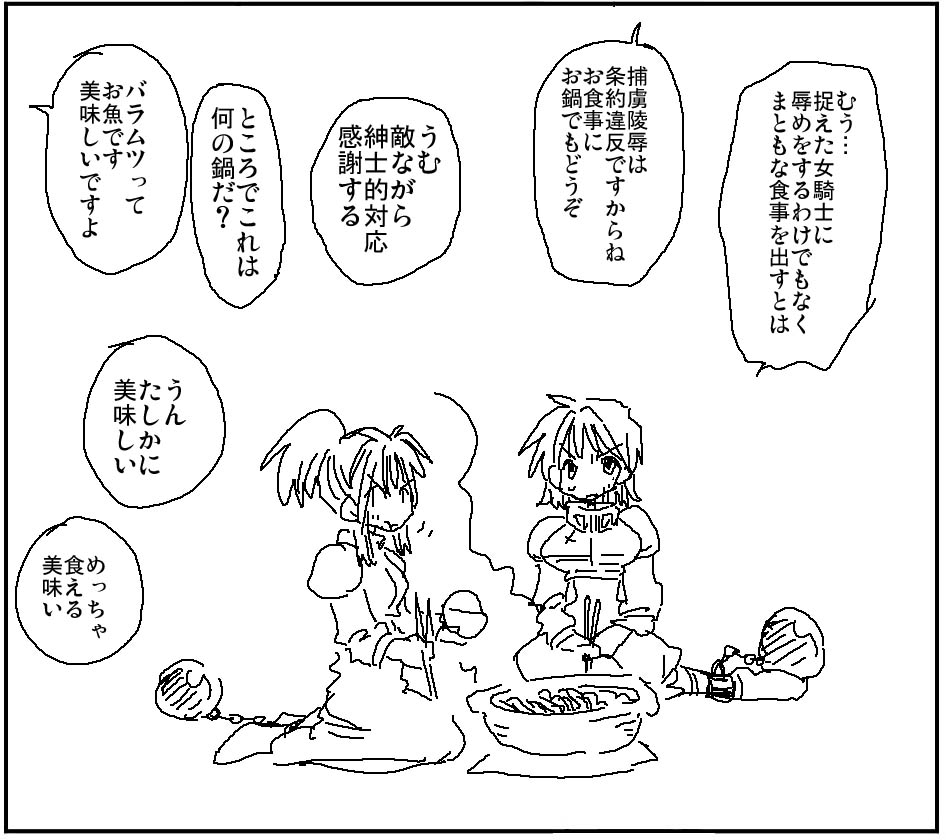 むぅ…
捉えた女騎士に
辱めをするわけでもなく
まともな食事を出すとは
捕虜陵辱は
条約違反ですからね
お食事に
お鍋でもどうぞ
うむ
敵ながら
紳士的対応
感謝する
ところでこれは
何の鍋だ?
バラムツって
お魚です
美味しいですよ
うん
たしかに
美味しい
めっちゃ
食える
美味い